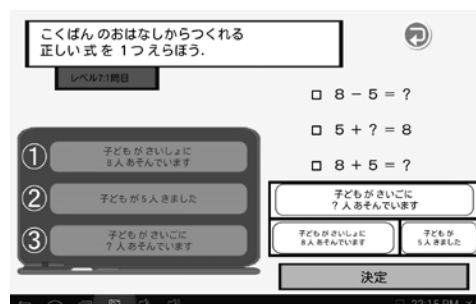 こくばん のおはなしからつくれる
正しい 式 を 1 つ えらぼう.
レベル7:1問目
□ 8 − 5 = ?
□ 5 + ? = 8
□ 8 + 5 = ?
① 子ども が さいしょに
8 人 あそんでいます
② 子ども が 5 人 きました
③ 子ども が さいごに
? 人 あそんでいます
子ども が さいごに
? 人 あそんでいます
子ども が さいしょに
8 人 あそんでいます
子ども が
5 人 きました
決定
22:15 PM